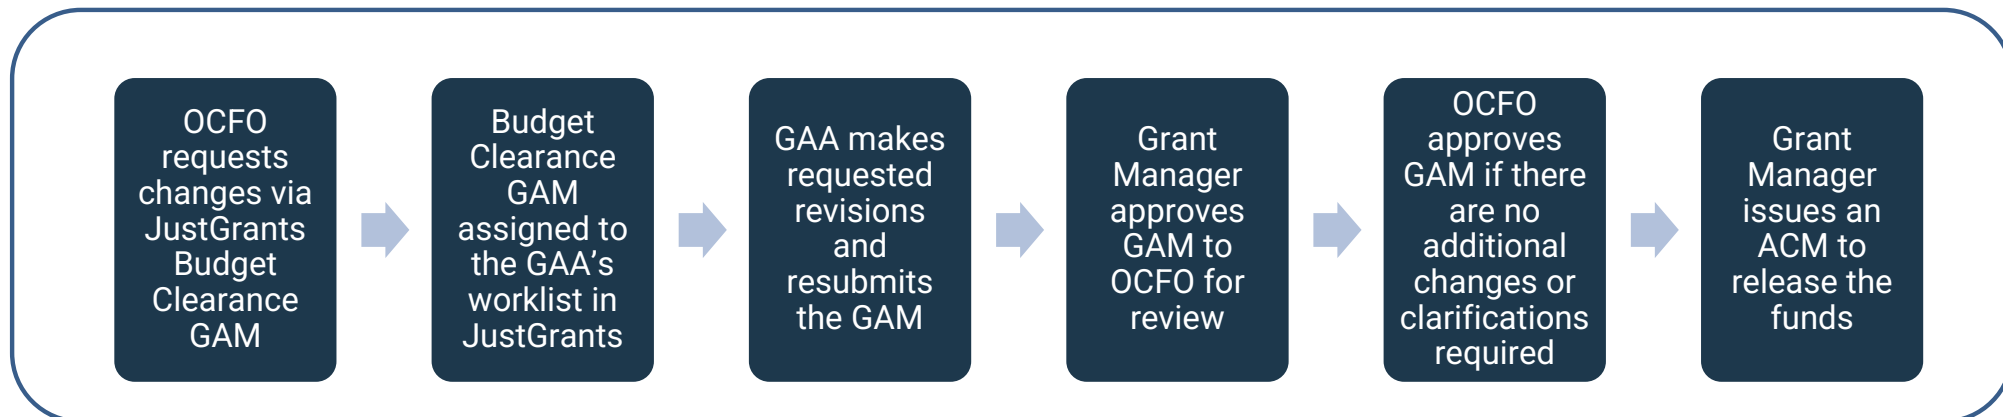 OCFO
requests
changes via
JustGrants
Budget
Clearance
GAM
Budget
Clearance
GAM
assigned to
the GAA’s
worklist in
JustGrants
GAA makes
requested
revisions
and
resubmits
the GAM
Grant
Manager
approves
GAM to
OCFO for
review
OCFO
approves
GAM if there
are no
additional
changes or
clarifications
required
Grant
Manager
issues an
ACM to
release the
funds